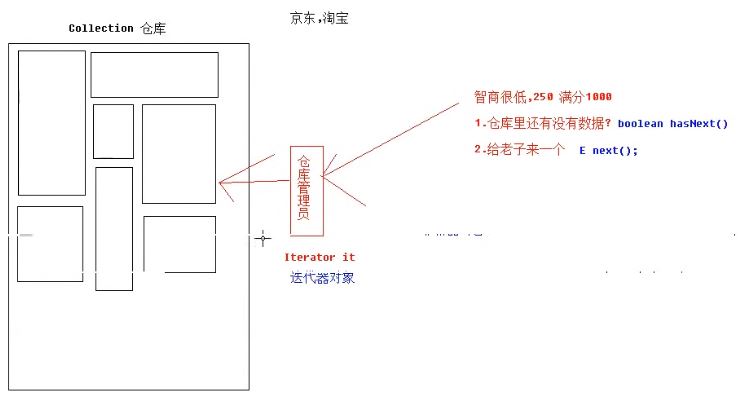 京东,淘宝
Collection 仓库
智商很低,250 满分1000
1.仓库里还有没有数据? boolean hasNext()
2.给老子来一个 E next();
仓库管理员
Iterator it
迭代器对象